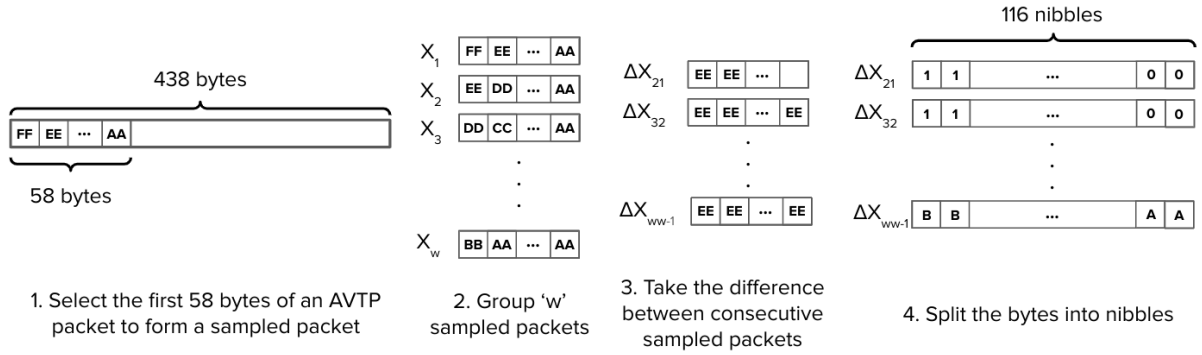 438 bytes
FF EE ... AA
58 bytes
1. Select the first 58 bytes of an AVTP
packet to form a sampled packet
X1 FF EE ... AA
X2 EE DD ... AA
X3 DD CC ... AA
Xw BB AA ... AA
2. Group ‘w’
sampled packets
ΔX21 EE EE ...
ΔX32 EE EE ... EE
ΔXww-1 EE EE ... EE
3. Take the difference
between consecutive
sampled packets
116 nibbles
ΔX21 1 1 ... 0 0
ΔX32 1 1 ... 0 0
ΔXww-1 B B ... A A
4. Split the bytes into nibbles